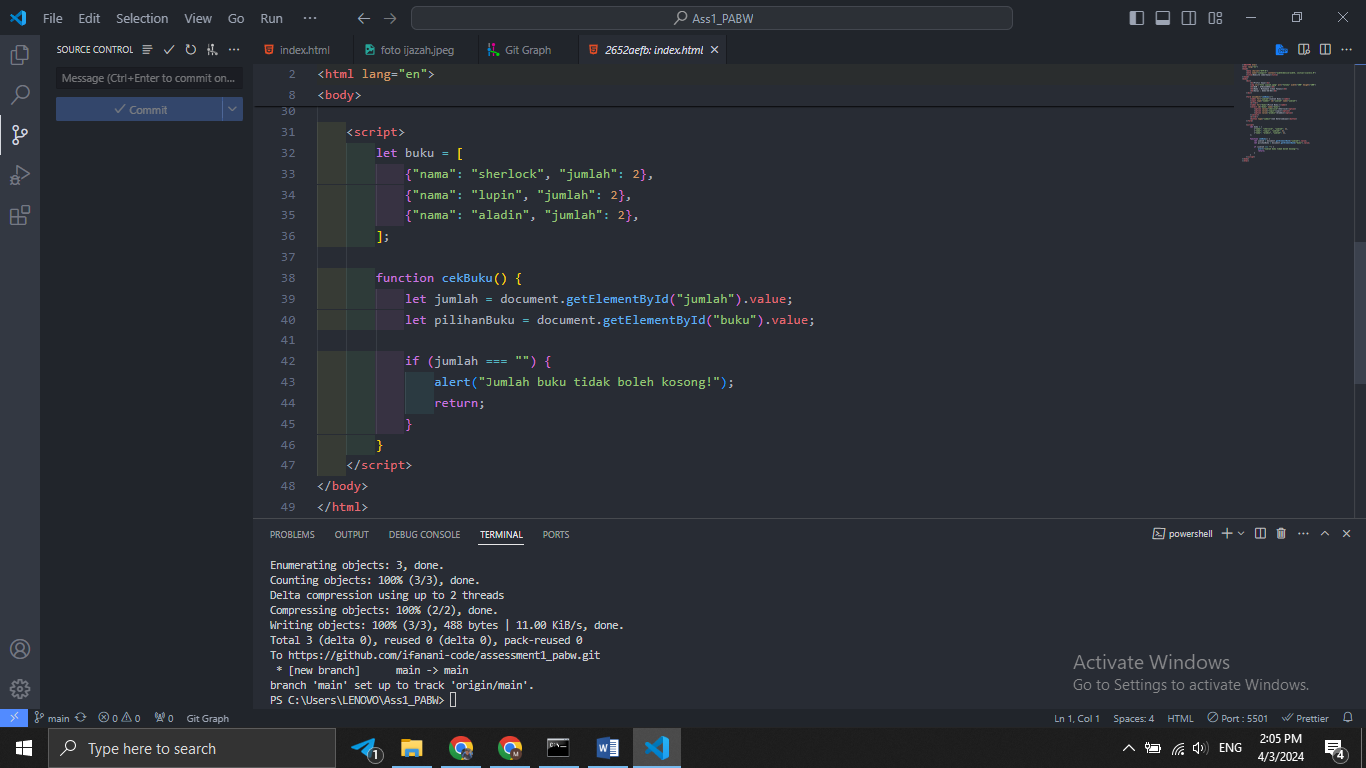 File Edit Selection View Go Run ··· Ass1_PABW
SOURCE CONTROL
Message (Ctrl+Enter to commit on...
Commit
index.html foto ijazah.jpeg Git Graph 2652aefb: index.html
2 <html lang="en">
8 <body>
30
31 <script>
32 let buku = [
33 {"nama": "sherlock", "jumlah": 2},
34 {"nama": "lupin", "jumlah": 2},
35 {"nama": "aladin", "jumlah": 2},
36 ];
37
38 function cekBuku() {
39 let jumlah = document.getElementById("jumlah").value;
40 let pilihanBuku = document.getElementById("buku").value;
41
42 if (jumlah === "") {
43 alert("Jumlah buku tidak boleh kosong!");
44 return;
45 }
46 }
47 </script>
48 </body>
49 </html>
PROBLEMS OUTPUT DEBUG CONSOLE TERMINAL PORTS powershell
Enumerating objects: 3, done.
Counting objects: 100% (3/3), done.
Delta compression using up to 2 threads
Compressing objects: 100% (2/2), done.
Writing objects: 100% (3/3), 488 bytes | 11.00 KiB/s, done.
Total 3 (delta 0), reused 0 (delta 0), pack-reused 0
To https://github.com/ifanani-code/assessment1_pabw.git
* [new branch] main -> main
branch 'main' set up to track 'origin/main'.
PS C:\Users\LENOVO\Ass1_PABW>
Activate Windows
Go to Settings to activate Windows.
main 0 0 0 Git Graph Ln 1, Col 1 Spaces: 4 HTML Port : 5501 Prettier
Type here to search 1 ENG 2:05 PM
4/3/2024 4